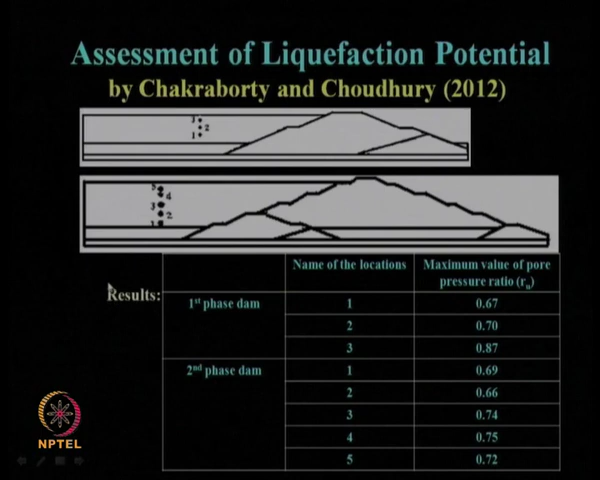 Assessment of Liquefaction Potential
by Chakraborty and Choudhury (2012)
3
2
1
5
4
3
2
1
Results:
Name of the locations Maximum value of pore
pressure ratio (ru)
1st phase dam 1 0.67
2 0.70
3 0.87
2nd phase dam 1 0.69
2 0.66
3 0.74
4 0.75
5 0.72
NPTEL